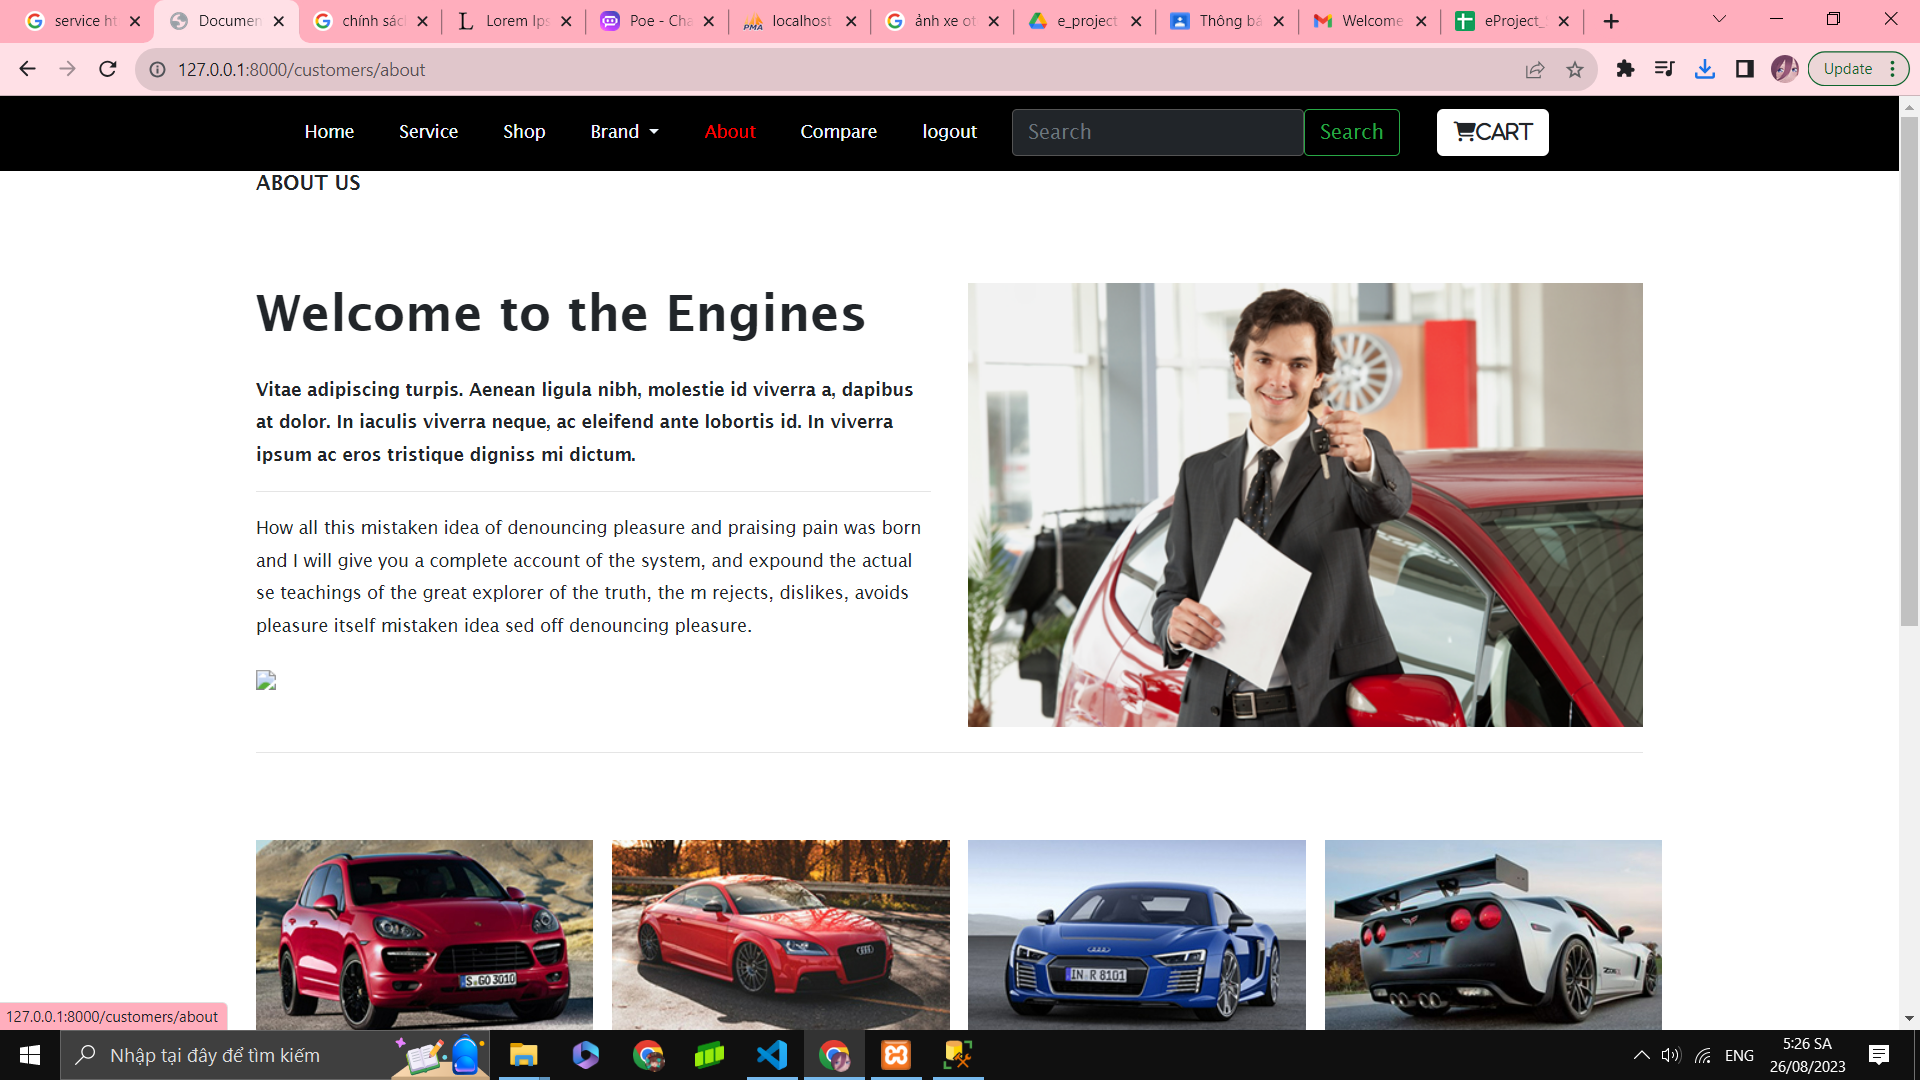 service ht
Documen
chính sácl
Lorem Ips
Poe - Cha
localhost
ảnh xe ot
e_project
Thông bá
Welcome
eProject_
127.0.0.1:8000/customers/about
Update
Home
Service
Shop
Brand
About
Compare
logout
Search
Search
CART
ABOUT US
Welcome to the Engines
Vitae adipiscing turpis. Aenean ligula nibh, molestie id viverra a, dapibus
at dolor. In iaculis viverra neque, ac eleifend ante lobortis id. In viverra
ipsum ac eros tristique digniss mi dictum.
How all this mistaken idea of denouncing pleasure and praising pain was born
and I will give you a complete account of the system, and expound the actual
se teachings of the great explorer of the truth, the m rejects, dislikes, avoids
pleasure itself mistaken idea sed off denouncing pleasure.
S GO 3010
IN R 8101
127.0.0.1:8000/customers/about
Nhập tại đây để tìm kiếm
ENG
5:26 SA
26/08/2023